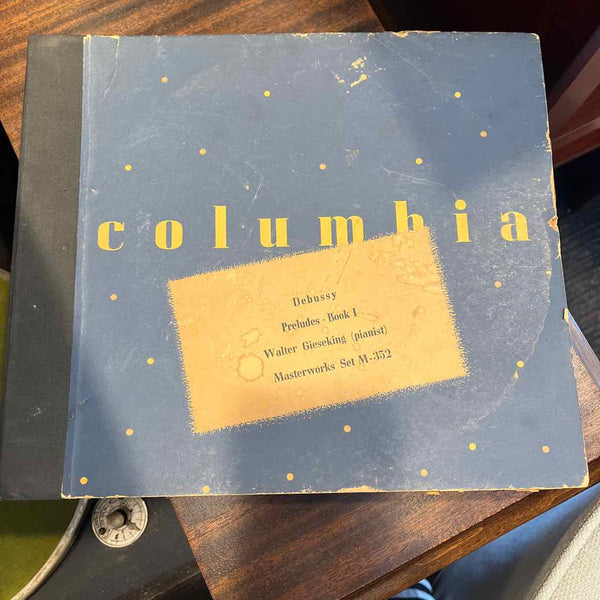 columbia
Debussy
Preludes - Book I
Walter Gieseking (pianist)
Masterworks Set M-352